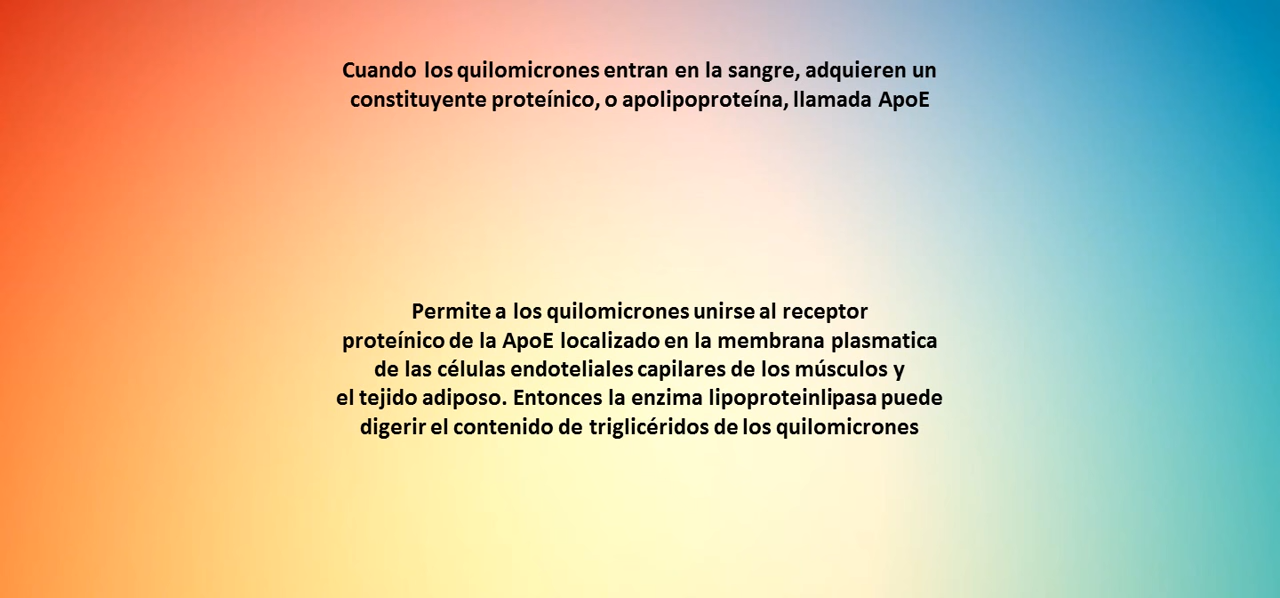 Cuando los quilomicrones entran en la sangre, adquieren un
constituyente proteínico, o apolipoproteína, llamada ApoE
Permite a los quilomicrones unirse al receptor
proteínico de la ApoE localizado en la membrana plasmatica
de las células endoteliales capilares de los músculos y
el tejido adiposo. Entonces la enzima lipoproteinlipasa puede
digerir el contenido de triglicéridos de los quilomicrones